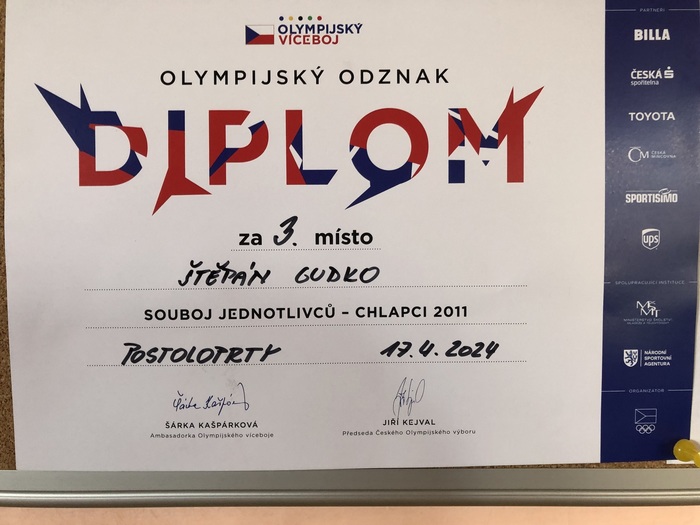 OLYMPIJSKÝ
VÍCEBOJ
OLYMPIJSKÝ ODZNAK
DIPLOM
za 3. místo
ŠTĚPÁN GUDKO
SOUBOJ JEDNOTLIVCŮ – CHLAPCI 2011
POSTOLOPRTY 17.4.2024
ŠÁRKA KAŠPÁRKOVÁ
Ambasadorka Olympijského víceboje
JIŘÍ KEJVAL
Předseda Českého Olympijského výboru
PARTNEŘI
BILLA
ČESKÁ
spořitelna
TOYOTA
ČM ČESKÁ
MINCOVNA
SPORTISIMO
ups
SPOLUPRACUJÍCÍ INSTITUCE
NÁRODNÍ
SPORTOVNÍ
AGENTURA
ORGANIZÁTOR